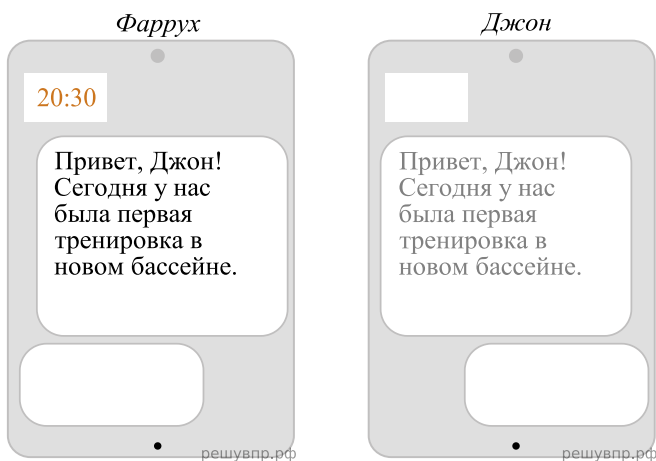 Фаррух
20:30
Привет, Джон!
Сегодня у нас
была первая
тренировка в
новом бассейне.
решувпр.рф
Джон
Привет, Джон!
Сегодня у нас
была первая
тренировка в
новом бассейне.
решувпр.рф